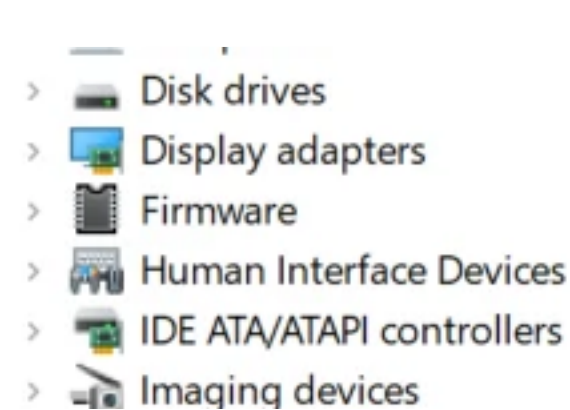 Disk drives
Display adapters
Firmware
Human Interface Devices
IDE ATA/ATAPI controllers
Imaging devices